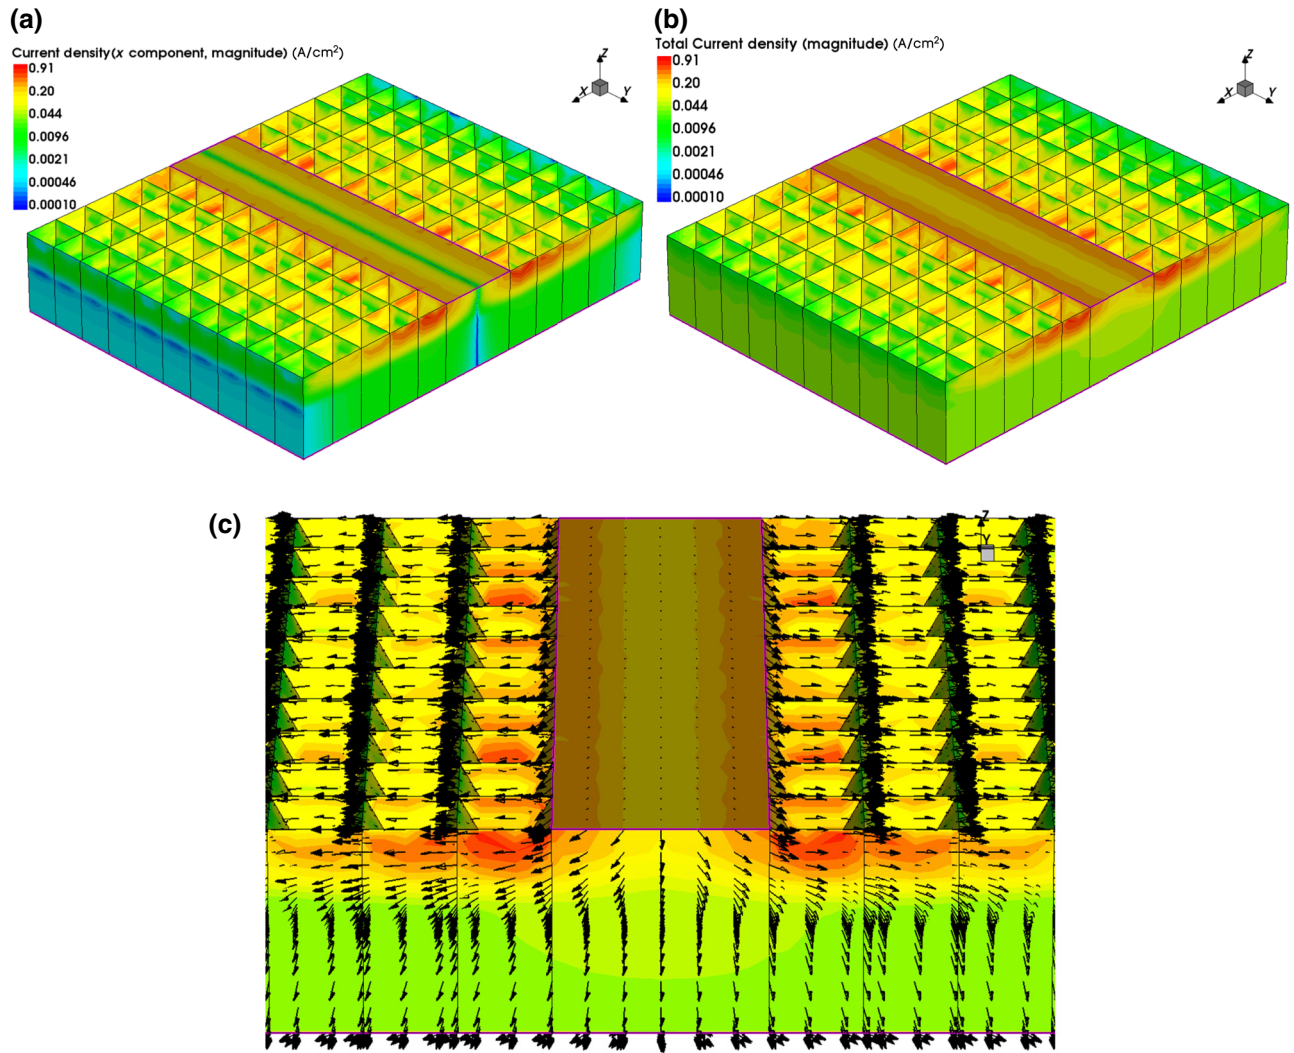 (a)
Current density(x component, magnitude) (A/cm²)
0.91
0.20
0.044
0.0096
0.0021
0.00046
0.00010
Z
X
Y
(b)
Total Current density (magnitude) (A/cm²)
0.91
0.20
0.044
0.0096
0.0021
0.00046
0.00010
Z
X
Y
(c)
Z
Y